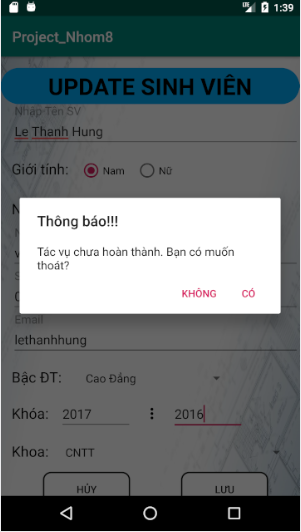 1:39
Project_Nhom8
UPDATE SINH VIÊN
Nhập Tên SV
Le Thanh Hung
Giới tính:
Nam
Nữ
Thông báo!!!
Tác vụ chưa hoàn thành. Bạn có muốn
thoát?
KHÔNG
CÓ
Email
lethanhhung
Bậc ĐT:
Cao Đẳng
Khóa:
2017
2016
Khoa:
CNTT
HỦY
LƯU